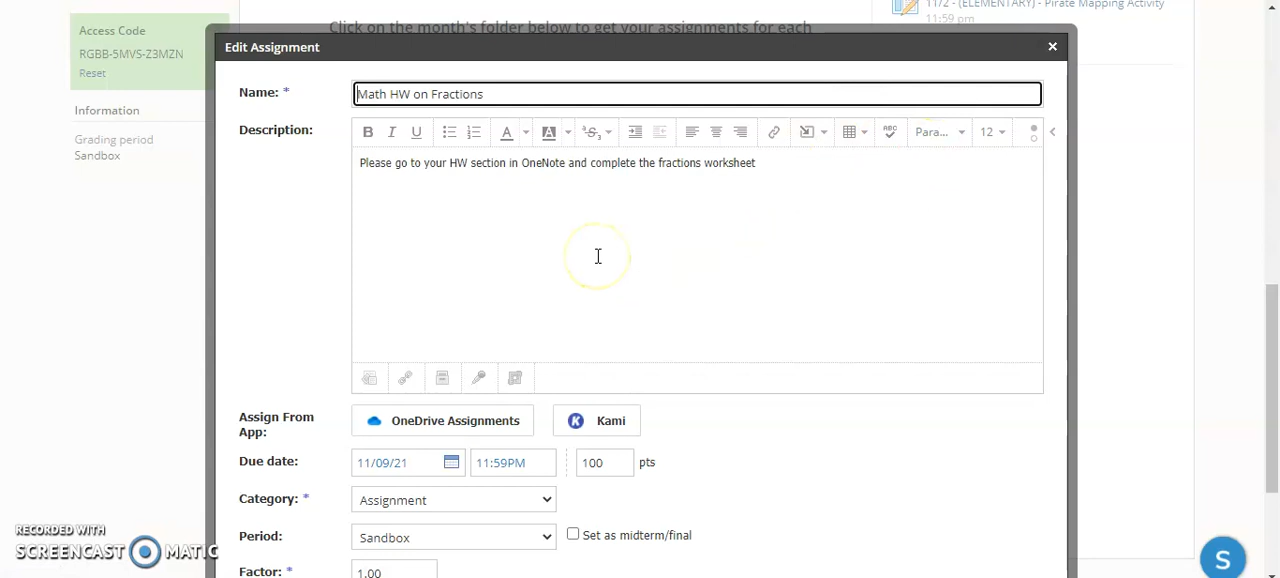 11/2 - (ELEMENTARY) - Pirate Mapping Activity
11:59 pm
Click on the month's folder below to get your assignments for each
Access Code
RGBB-5MVS-Z3MZN
Reset
Information
Grading period
Sandbox
Edit Assignment
Name: *
Math HW on Fractions
Description:
B I U A A S Para... 12
ABC
Please go to your HW section in OneNote and complete the fractions worksheet
Assign From
App:
OneDrive Assignments
K Kami
Due date:
11/09/21
11:59PM
100
pts
Category: *
Assignment
Period:
Sandbox
Set as midterm/final
Factor: *
1.00
RECORDED WITH
SCREENCAST MATIC
S